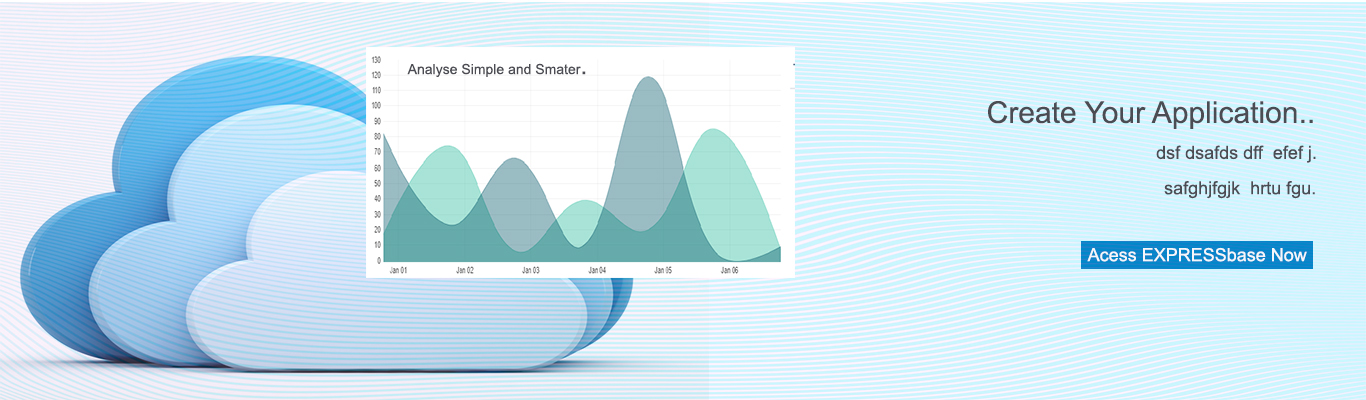 Analyse Simple and Smater.
130
120
110
100
90
80
70
60
50
40
30
20
10
0
Jan 01 Jan 02 Jan 03 Jan 04 Jan 05 Jan 06
Create Your Application..
dsf dsafds dff efef j.
safghjfgjk hrtu fgu.
Acess EXPRESSbase Now